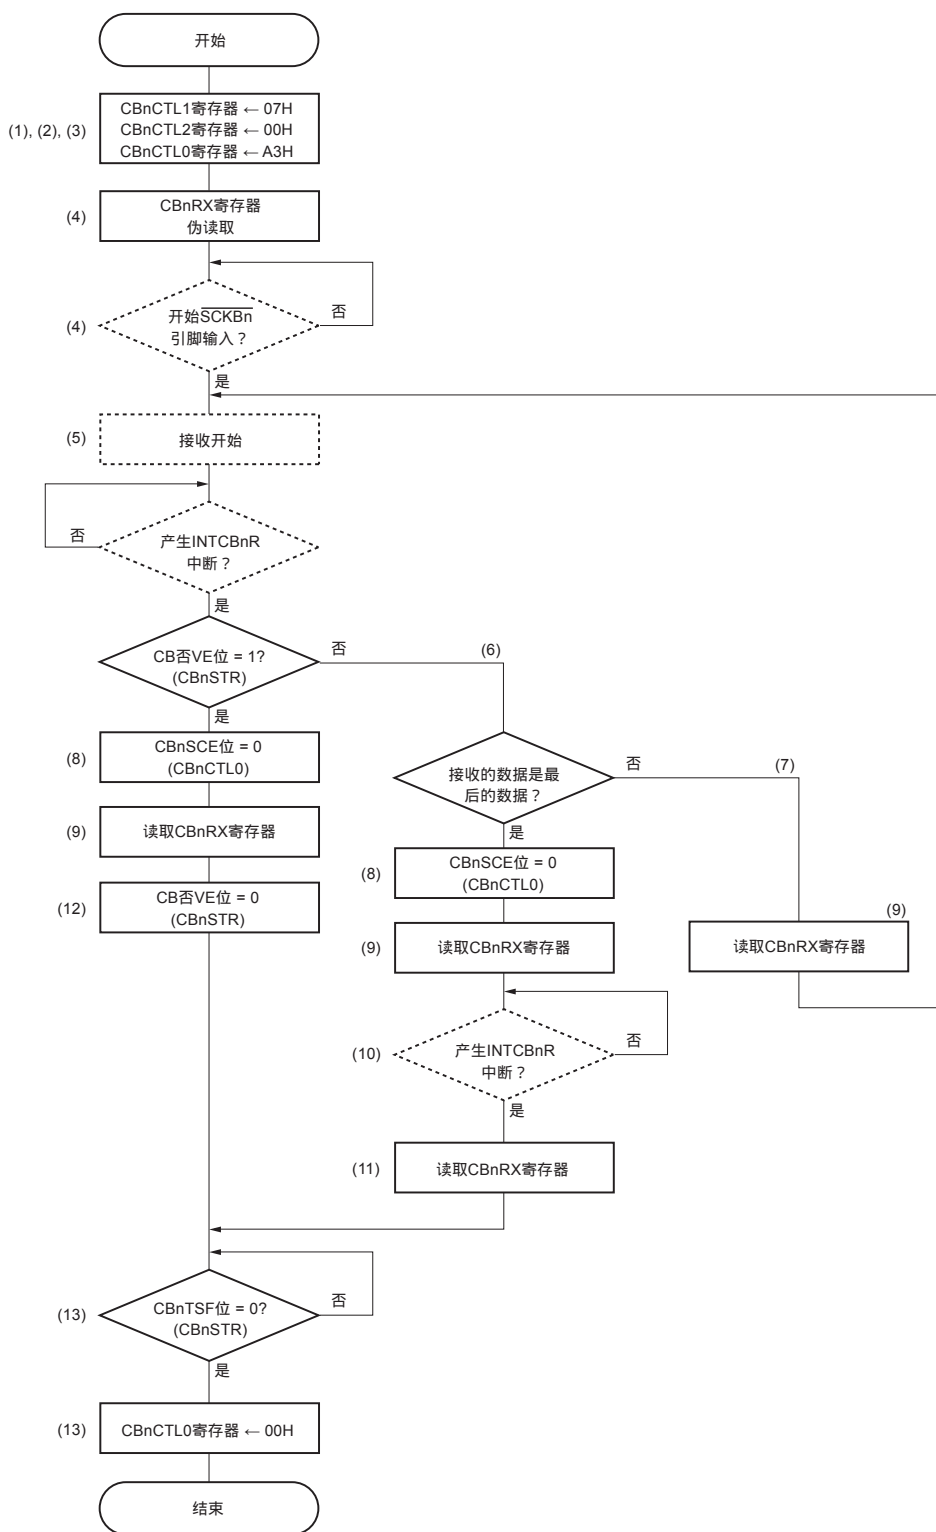 开始
(1), (2), (3)
CBnCTL1寄存器 ← 07H
CBnCTL2寄存器 ← 00H
CBnCTL0寄存器 ← A3H
(4)
CBnRX寄存器
伪读取
(4)
开始SCKBn
引脚输入？
否
是
(5)
接收开始
否
产生INTCBnR
中断？
是
CB否VE位 = 1?
(CBnSTR)
否
(6)
是
(8)
CBnSCE位 = 0
(CBnCTL0)
接收的数据是最
后的数据？
否
(7)
是
(9)
读取CBnRX寄存器
(8)
CBnSCE位 = 0
(CBnCTL0)
(12)
CB否VE位 = 0
(CBnSTR)
(9)
读取CBnRX寄存器
(9)
读取CBnRX寄存器
(10)
产生INTCBnR
中断？
否
是
(11)
读取CBnRX寄存器
(13)
CBnTSF位 = 0?
(CBnSTR)
否
是
(13)
CBnCTL0寄存器 ← 00H
结束